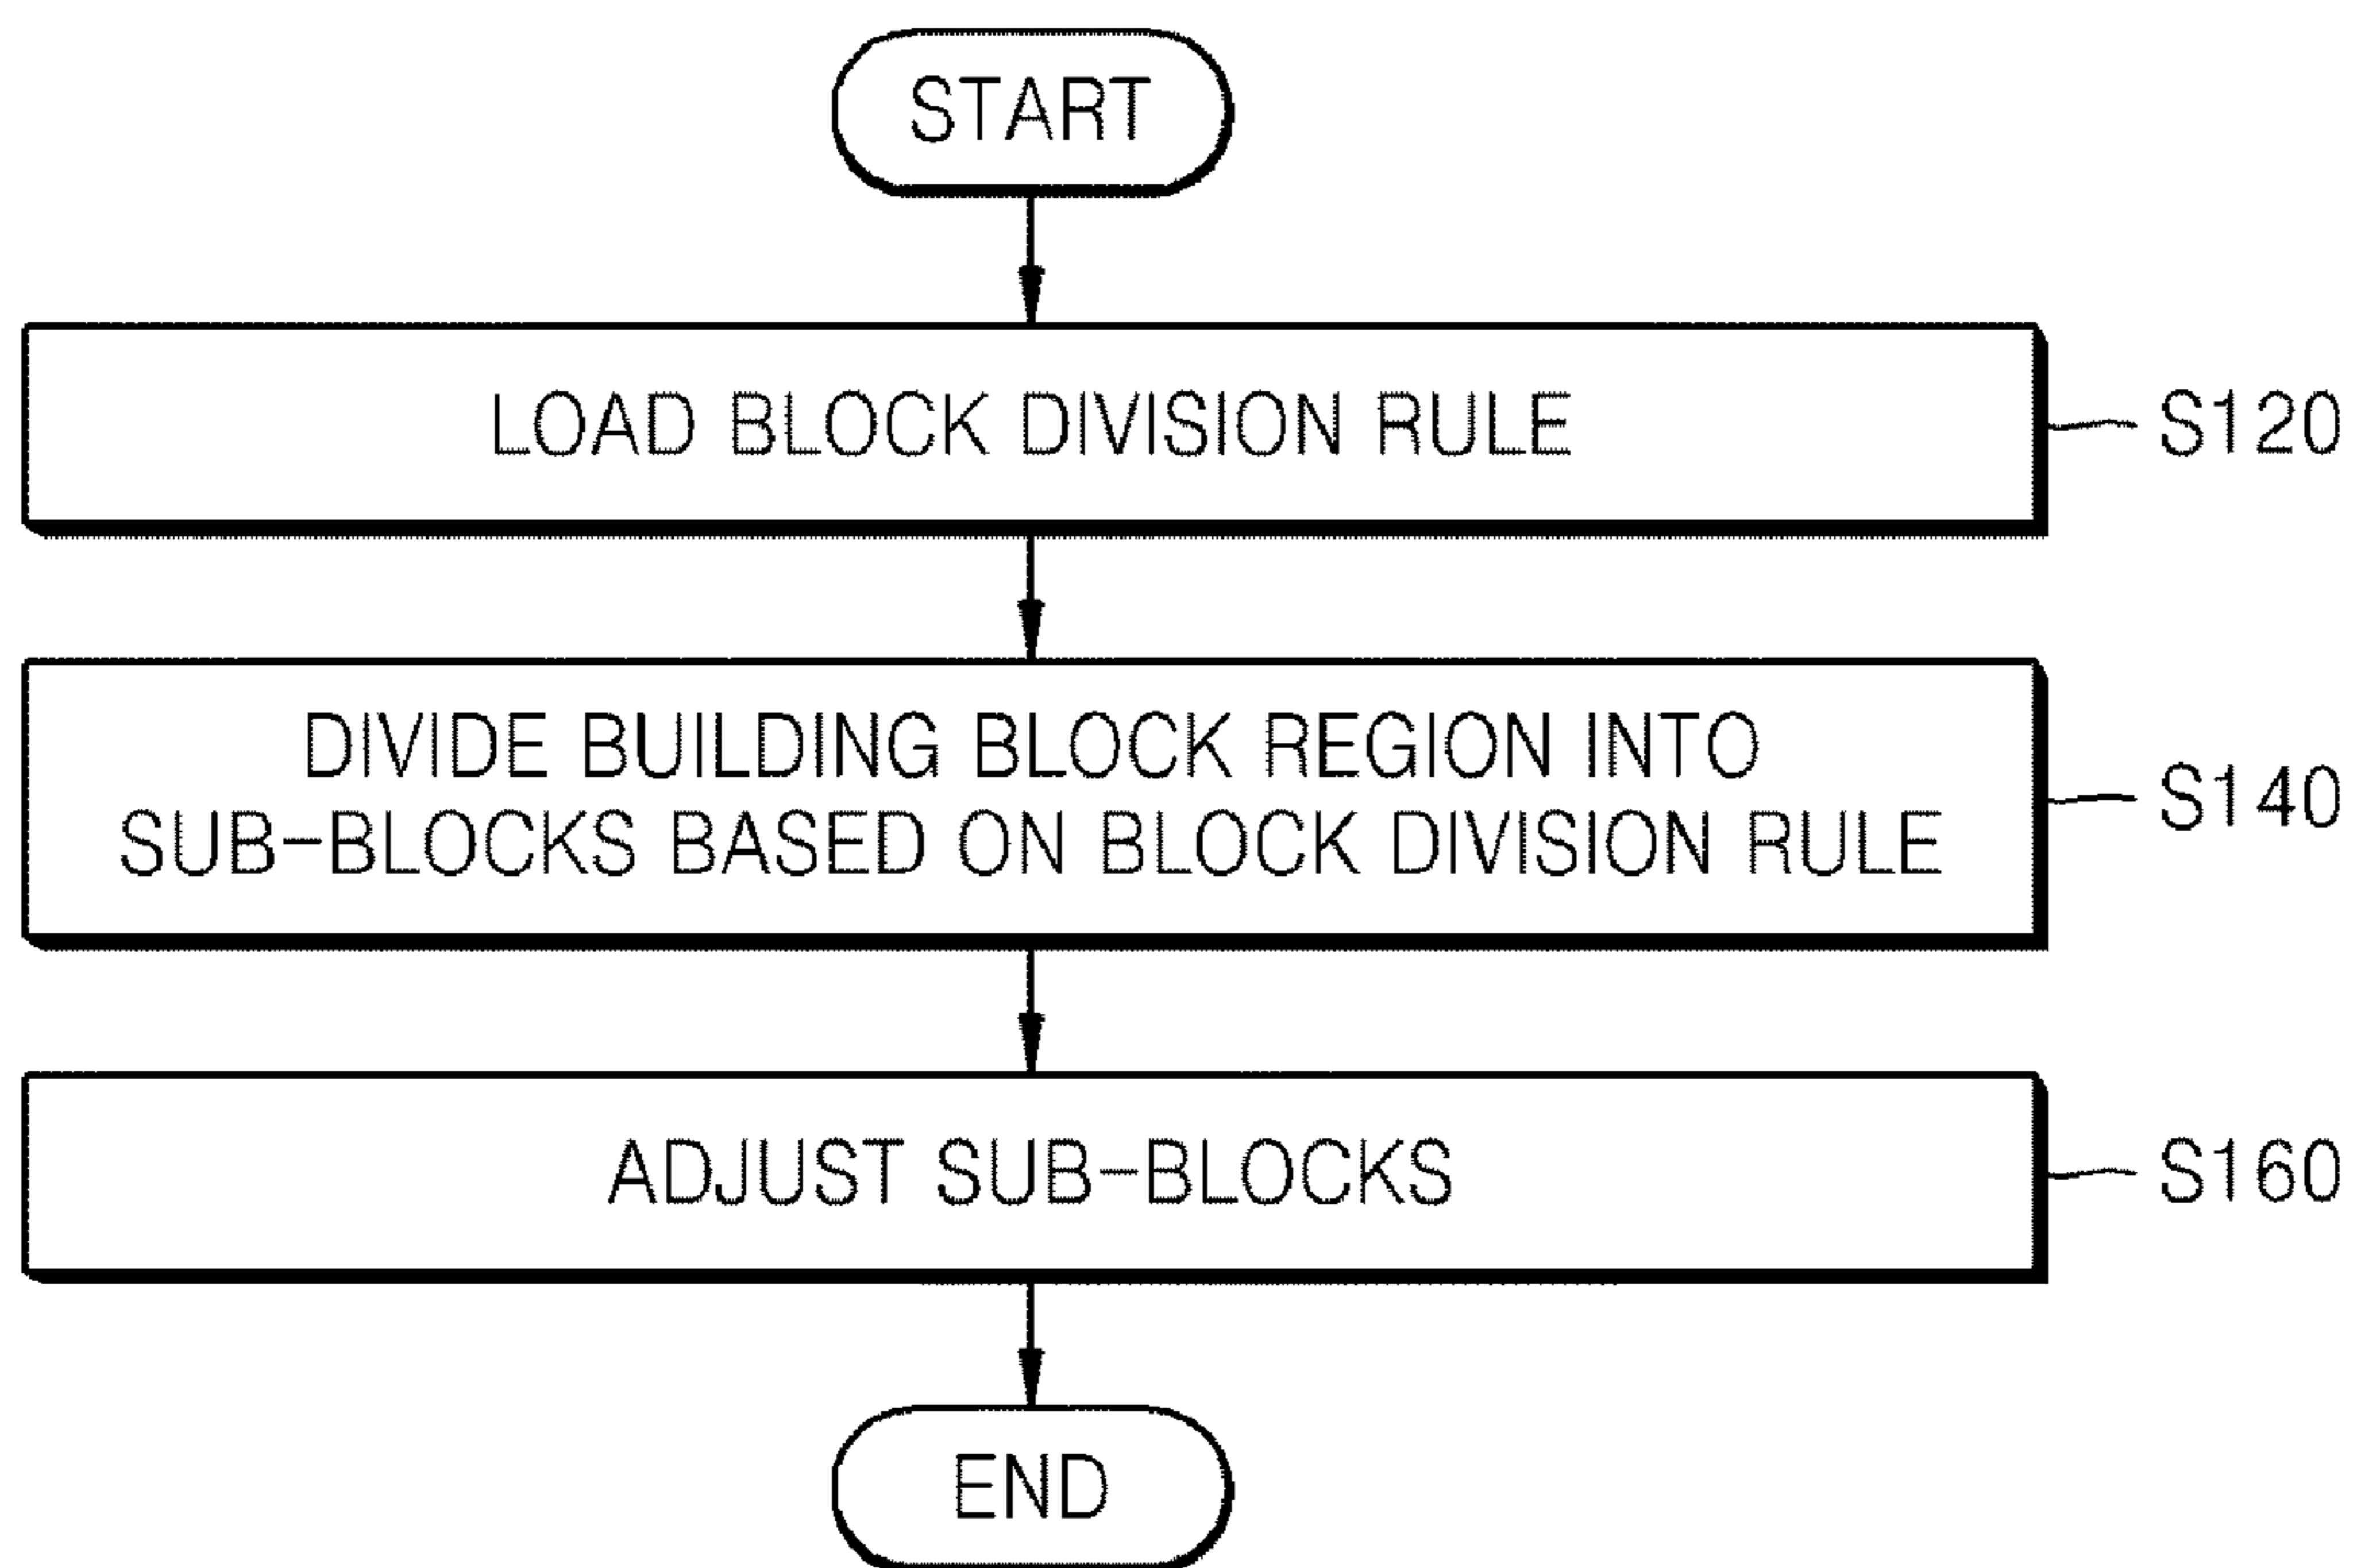 START
LOAD BLOCK DIVISION RULE
S120
DIVIDE BUILDING BLOCK REGION INTO
SUB-BLOCKS BASED ON BLOCK DIVISION RULE
S140
ADJUST SUB-BLOCKS
S160
END